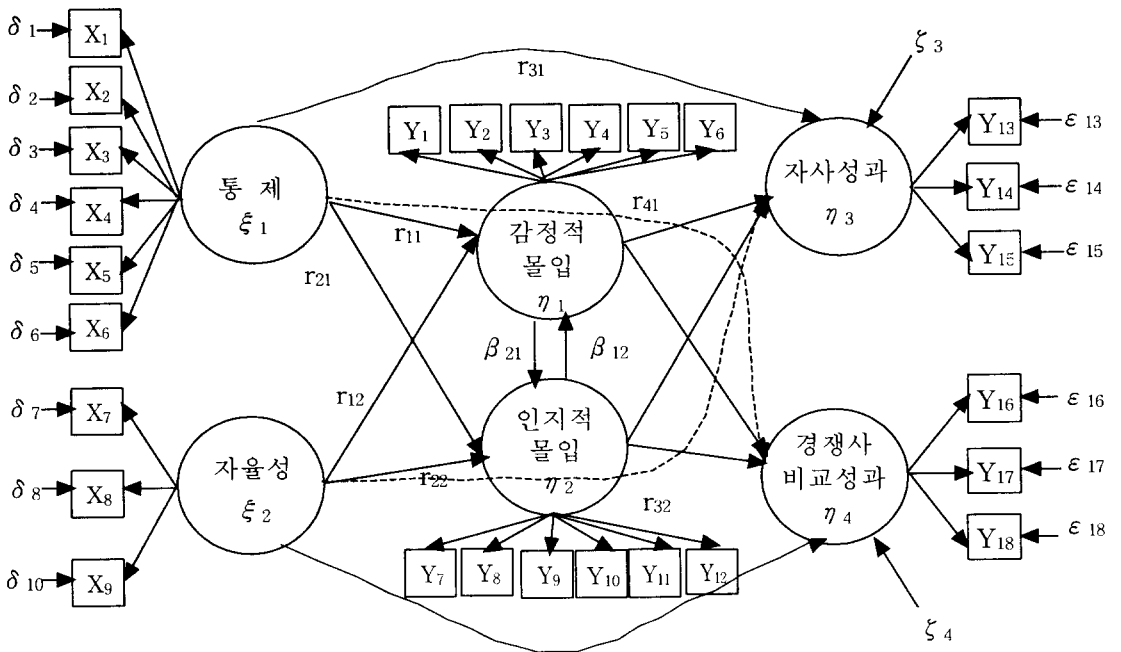 δ 1 X1
δ 2 X2
δ 3 X3
δ 4 X4
δ 5 X5
δ 6 X6
통 제
ξ 1
r31
Y1 Y2 Y3 Y4 Y5 Y6
ζ 3
자사성과
η 3
Y13 ε 13
Y14 ε 14
Y15 ε 15
r11
r21
r41
감정적
몰입
η 1
β 21 β 12
r12
r22
인지적
몰입
η 2
r32
δ 7 X7
δ 8 X8
δ 10 X9
자율성
ξ 2
Y7 Y8 Y9 Y10 Y11 Y12
경쟁사
비교성과
η 4
Y16 ε 16
Y17 ε 17
Y18 ε 18
ζ 4